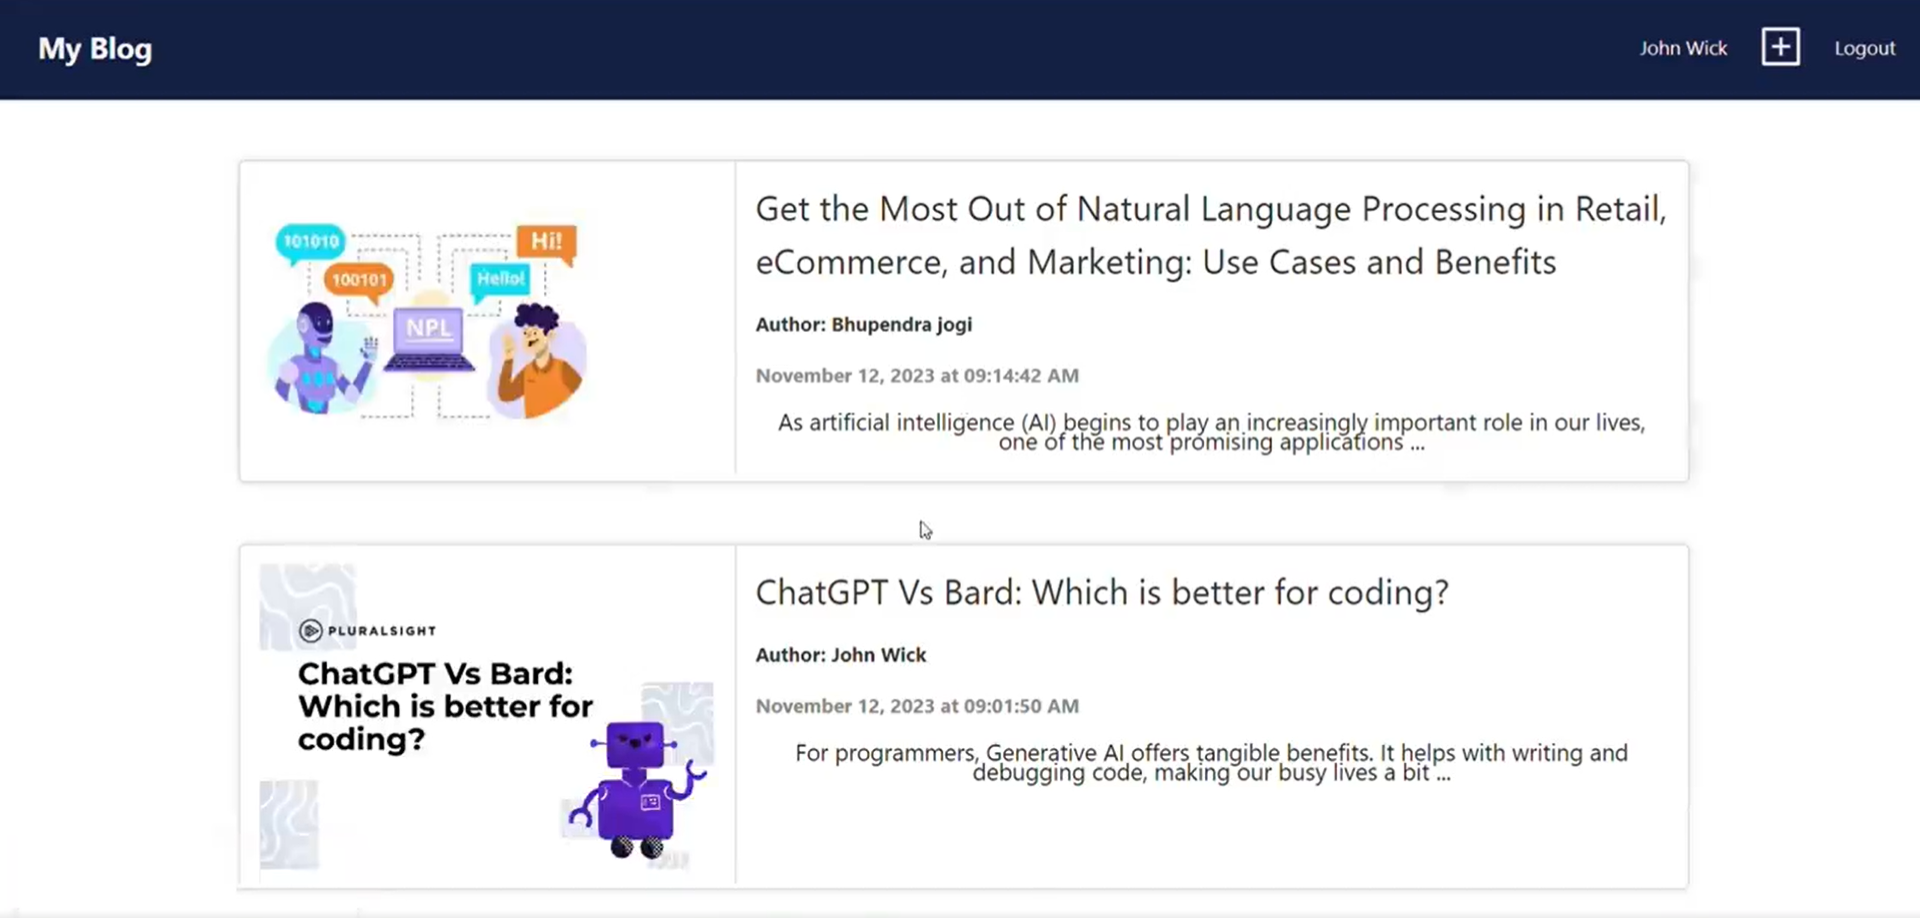 My Blog
John Wick
Logout
101010
Hi!
100101
Hello!
NPL
Get the Most Out of Natural Language Processing in Retail,
eCommerce, and Marketing: Use Cases and Benefits
Author: Bhupendra jogi
November 12, 2023 at 09:14:42 AM
As artificial intelligence (AI) begins to play an increasingly important role in our lives,
one of the most promising applications ...
PLURALSIGHT
ChatGPT Vs Bard:
Which is better for
coding?
ChatGPT Vs Bard: Which is better for coding?
Author: John Wick
November 12, 2023 at 09:01:50 AM
For programmers, Generative AI offers tangible benefits. It helps with writing and
debugging code, making our busy lives a bit ...